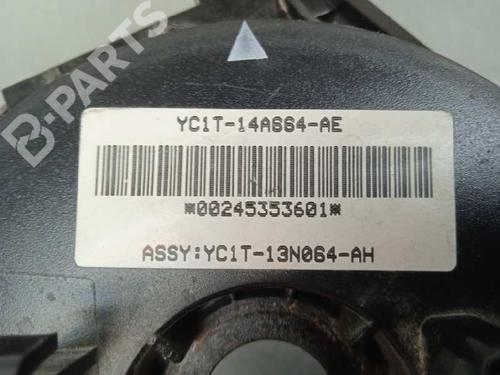 B-PARTS
YC1T-14A664-AE
*00245353601*
ASSY:YC1T-13N064-AH